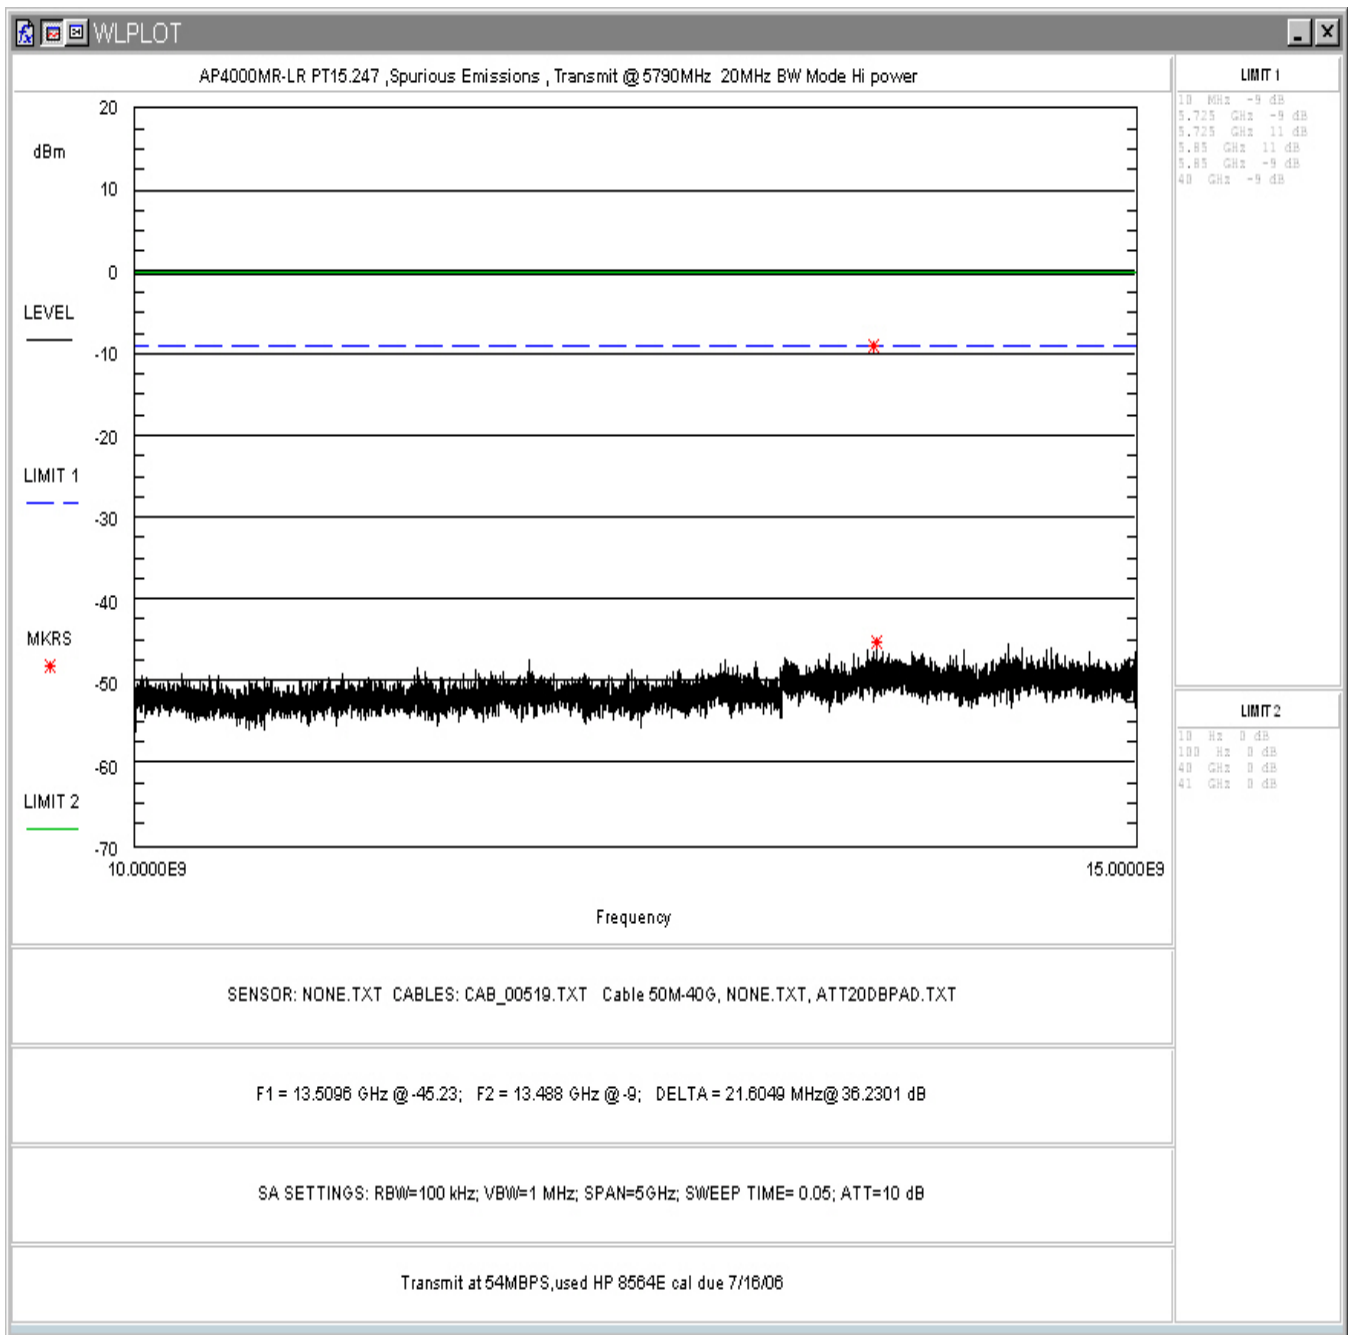 WLPLOT
AP4000MR-LR PT15.247 ,Spurious Emissions , Transmit @ 5790MHz 20MHz BW Mode Hi power
20
dBm
10
0
LEVEL
-10
-20
LIMIT 1
-30
-40
MKRS
-50
-60
LIMIT 2
-70
10.0000E9
15.0000E9
Frequency
LIMIT 1
10 MHz -9 dB
5.725 GHz -9 dB
5.725 GHz 11 dB
5.85 GHz 11 dB
5.85 GHz -9 dB
40 GHz -9 dB
LIMIT 2
10 Hz 0 dB
100 Hz 0 dB
40 GHz 0 dB
41 GHz 0 dB
SENSOR: NONE.TXT CABLES: CAB_00519.TXT Cable 50M-40G, NONE.TXT, ATT20DBPAD.TXT
F1 = 13.5096 GHz @ -45.23; F2 = 13.488 GHz @ -9; DELTA = 21.6049 MHz@ 36.2301 dB
SA SETTINGS: RBW=100 kHz; VBW=1 MHz; SPAN=5GHz; SWEEP TIME= 0.05; ATT=10 dB
Transmit at 54MBPS,used HP 8564E cal due 7/16/06